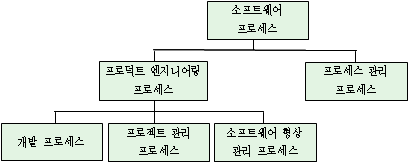 소프트웨어
프로세스
프로덕트 엔지니어링
프로세스
프로세스 관리
프로세스
개발 프로세스
프로젝트 관리
프로세스
소프트웨어 형상
관리 프로세스